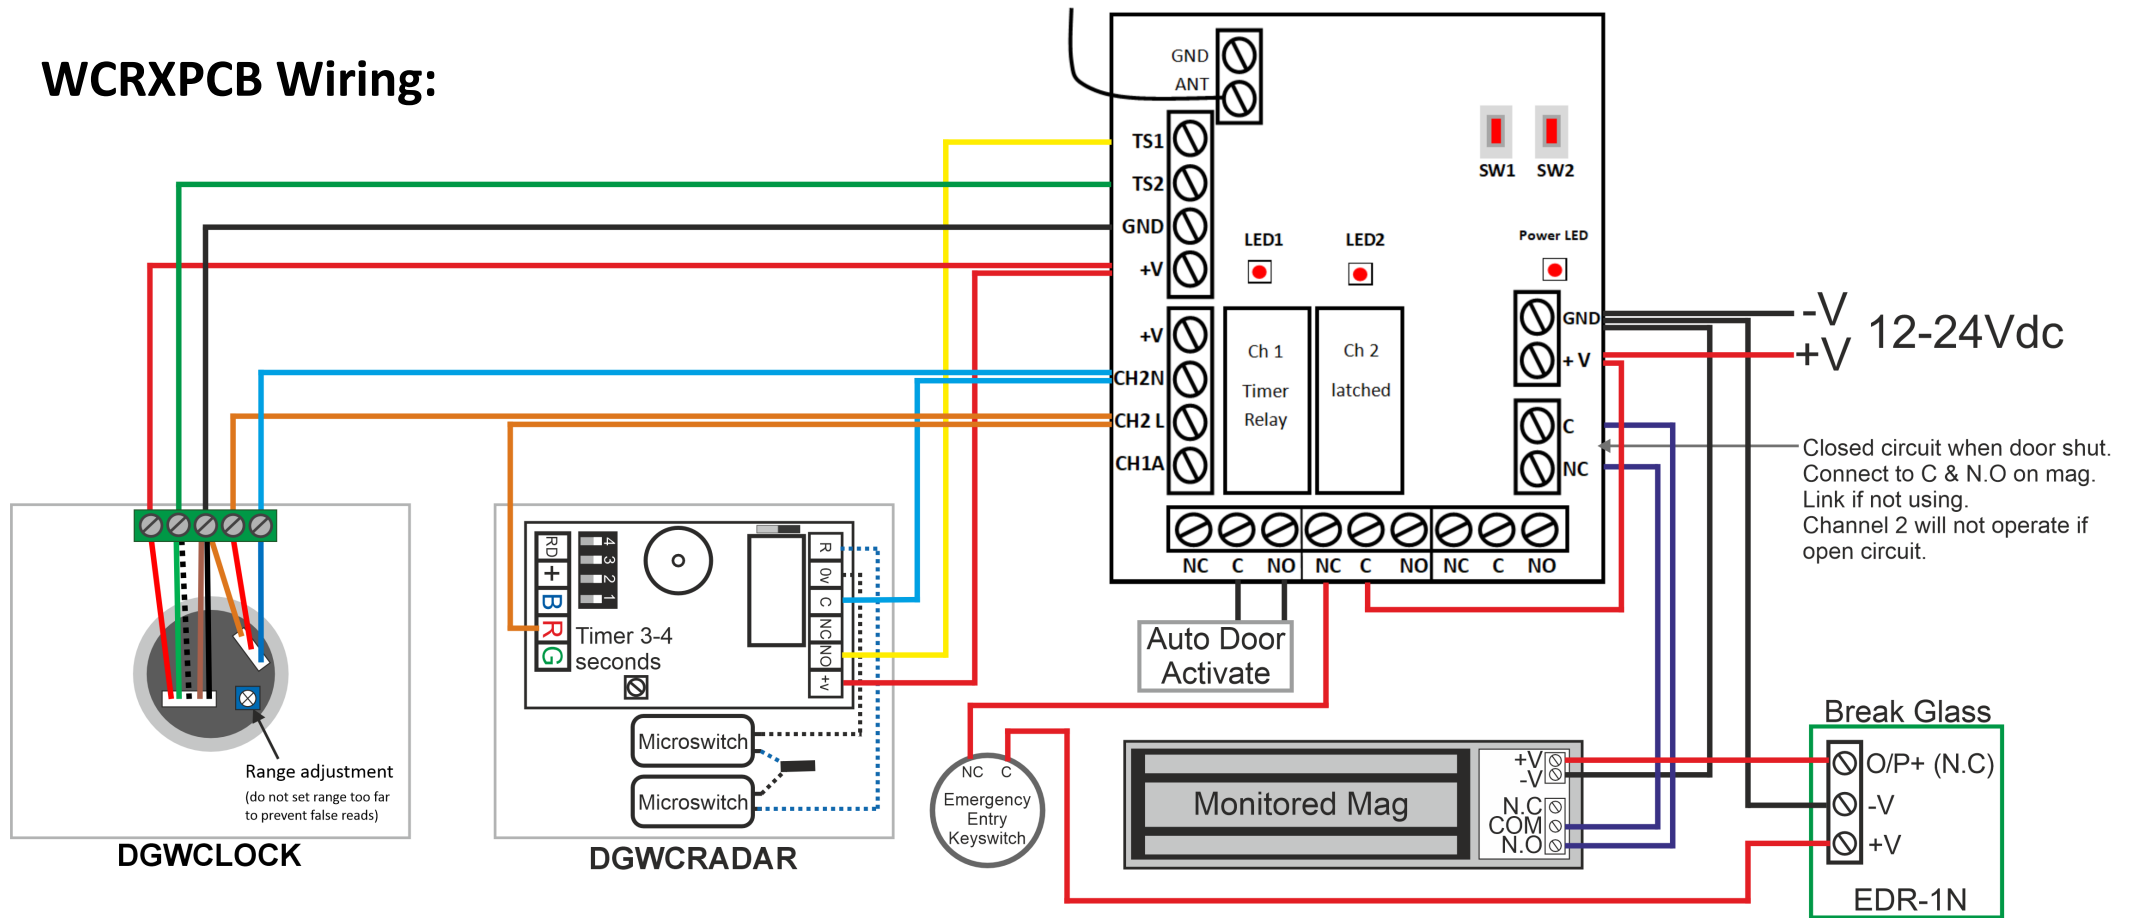 WCRXPCB Wiring:
GND
ANT
TS1
TS2
GND
+V
+V
CH2N
CH2 L
CH1A
SW1 SW2
LED1 LED2
Power LED
Ch 1
Timer
Relay
Ch 2
latched
GND
+ V
C
NC
NC C NO NC C NO NC C NO
-V
+V
12-24Vdc
Closed circuit when door shut.
Connect to C & N.O on mag.
Link if not using.
Channel 2 will not operate if
open circuit.
Range adjustment
(do not set range too far
to prevent false reads)
DGWCLOCK
RD
+
B
R
G
4
3
2
1
Timer 3-4
seconds
R
0v
C
NC
NO
+v
Microswitch
Microswitch
DGWCRADAR
Auto Door
Activate
NC C
Emergency
Entry
Keyswitch
Monitored Mag
+V
-V
N.C
COM
N.O
Break Glass
O/P+ (N.C)
-V
+V
EDR-1N